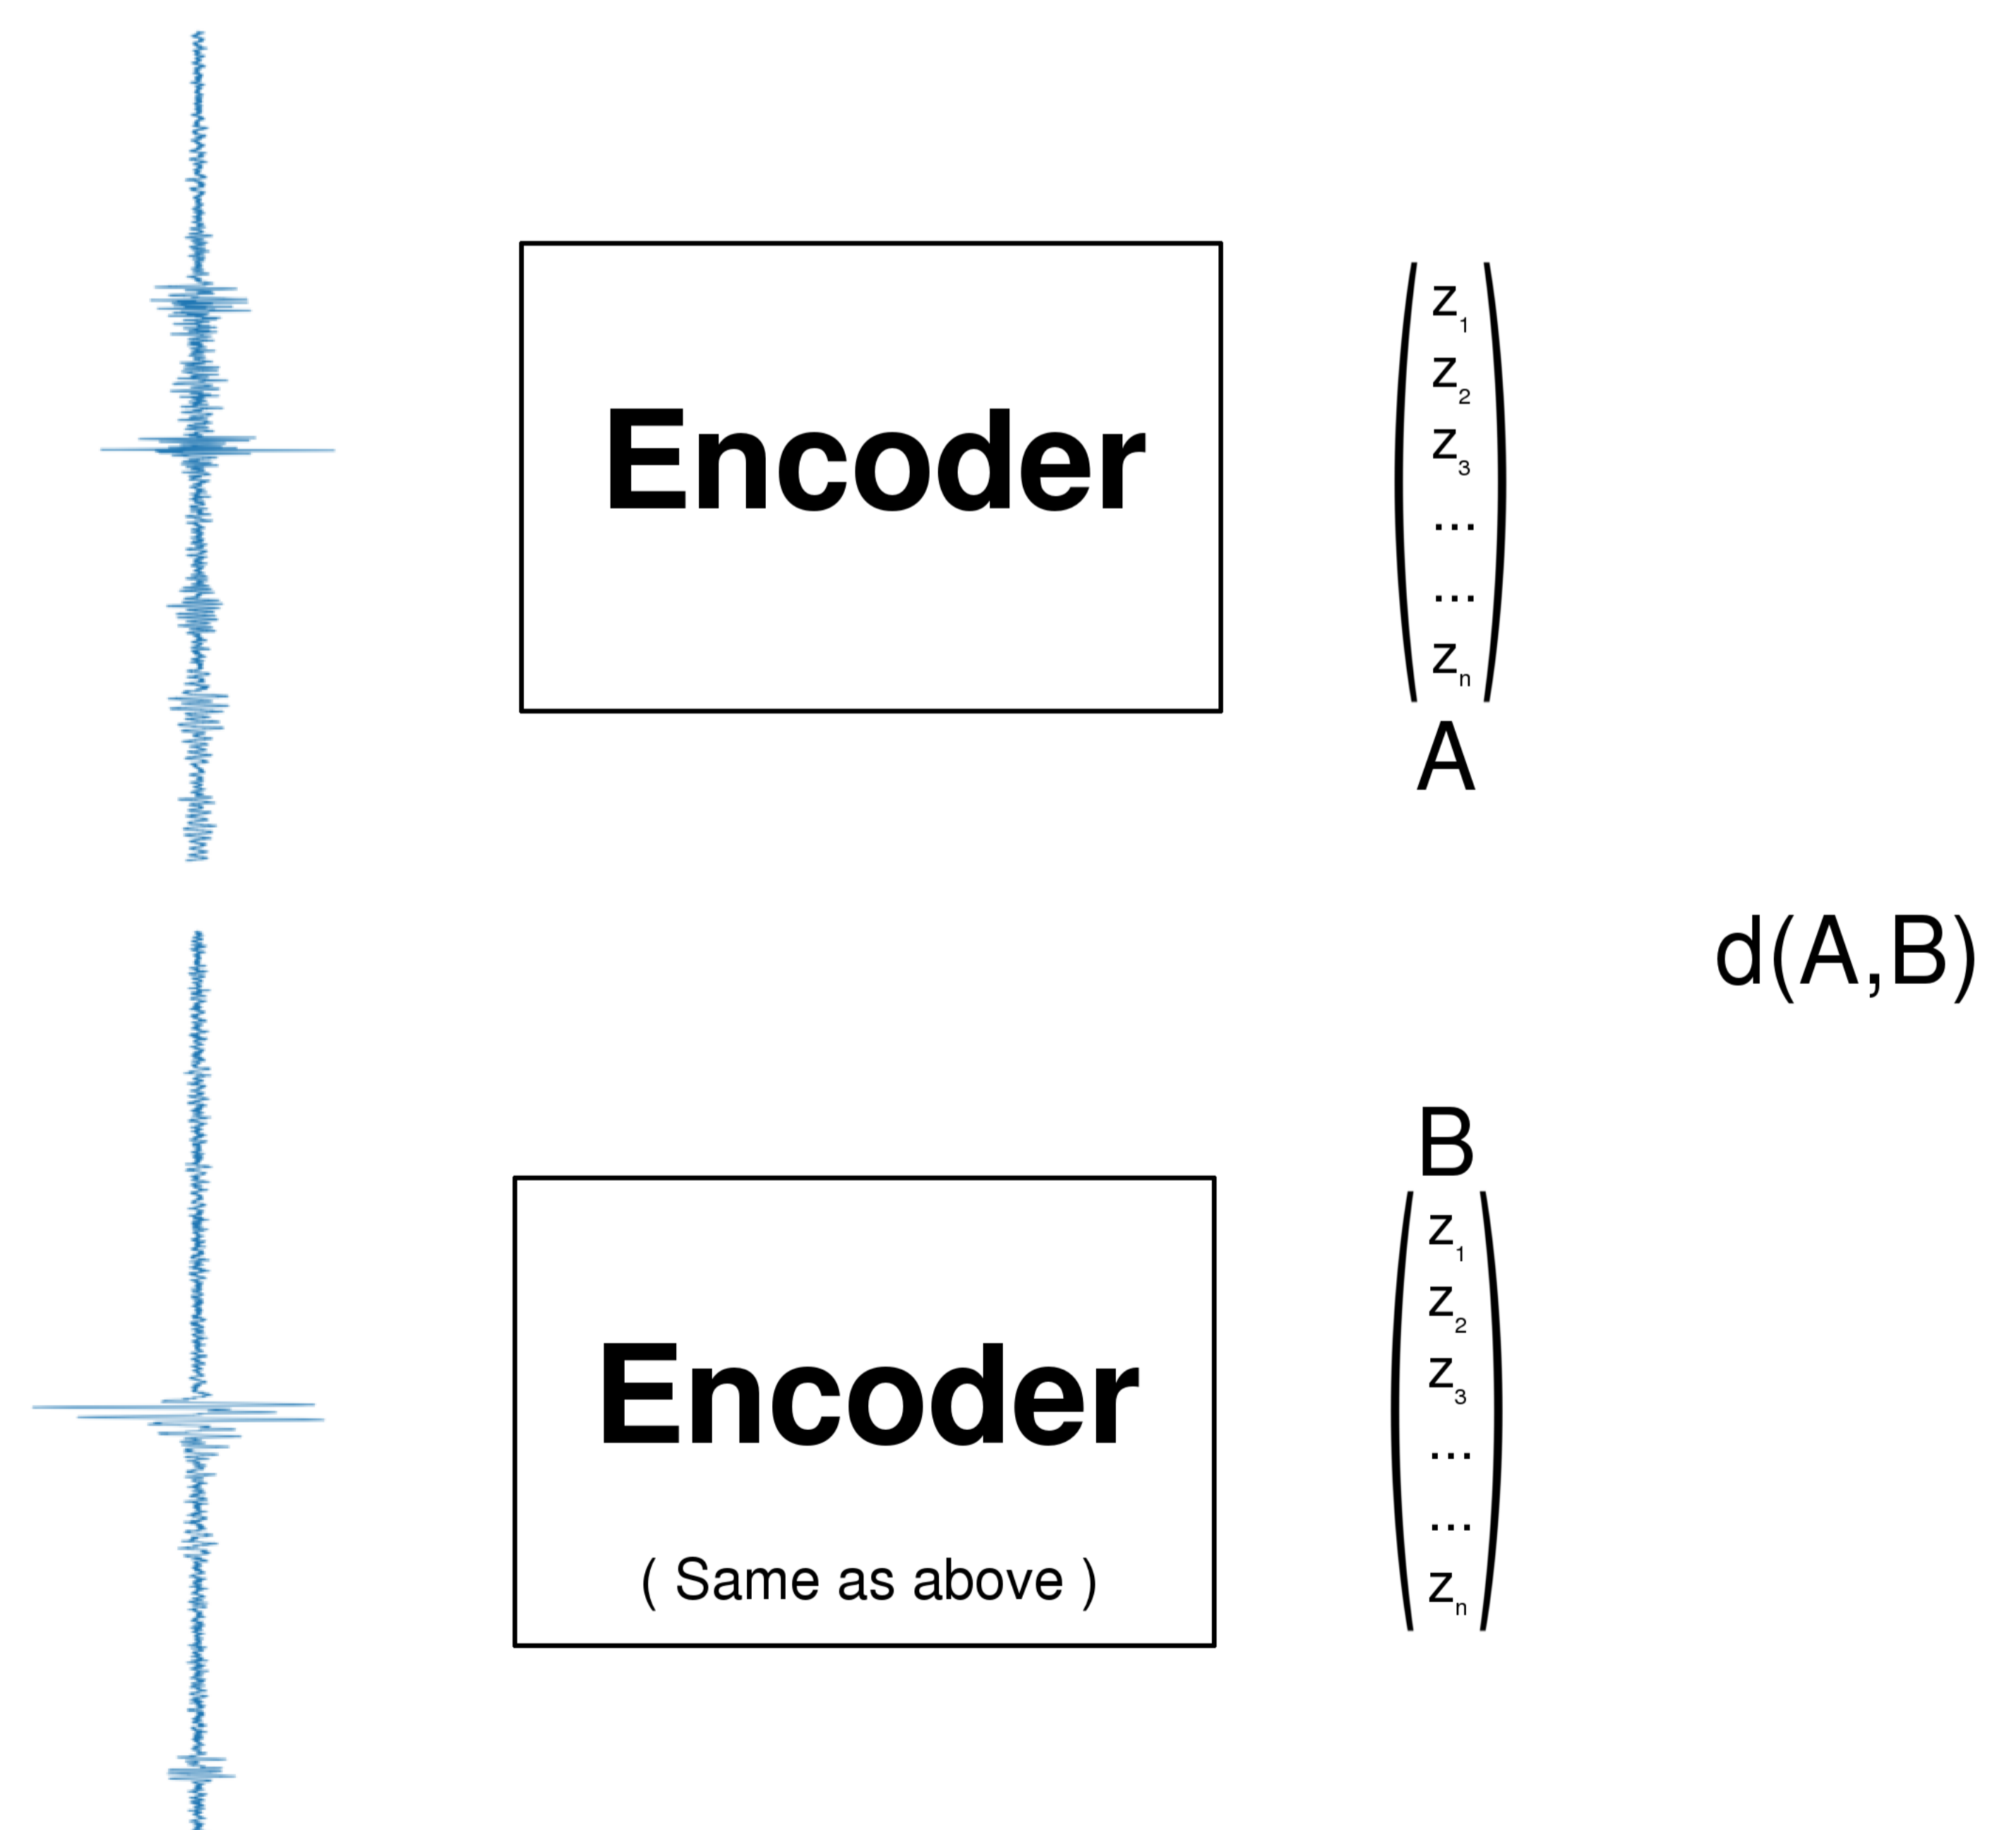 Encoder
z1
z2
z3
...
...
zn
A
d(A,B)
B
Encoder
( Same as above )
z1
z2
z3
...
...
zn